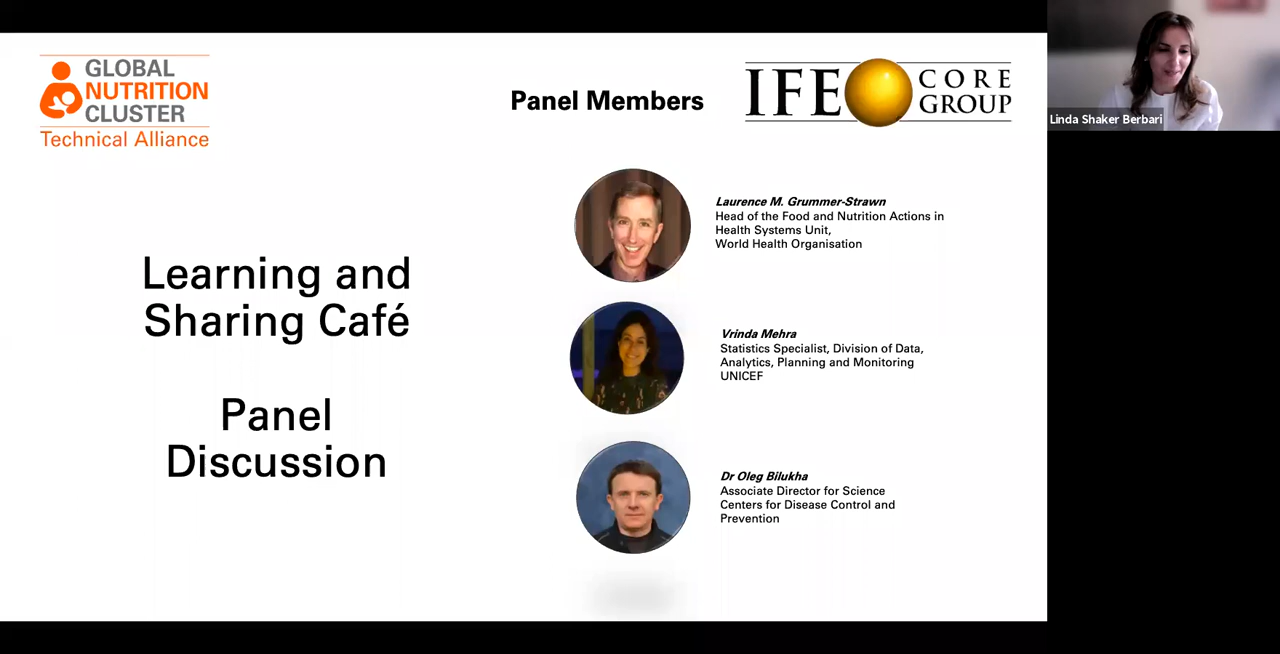 GLOBAL
NUTRITION
CLUSTER
Technical Alliance
Panel Members
IFE CORE
GROUP
Linda Shaker Berbari
Learning and
Sharing Café
Panel
Discussion
Laurence M. Grummer-Strawn
Head of the Food and Nutrition Actions in
Health Systems Unit,
World Health Organisation
Vrinda Mehra
Statistics Specialist, Division of Data,
Analytics, Planning and Monitoring
UNICEF
Dr Oleg Bilukha
Associate Director for Science
Centers for Disease Control and
Prevention